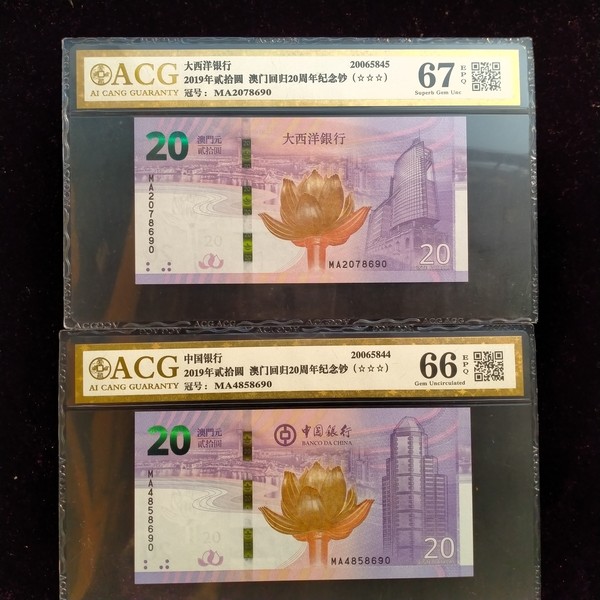 ACG
AI CANG GUARANTY
大西洋银行
20065845
2019年贰拾圆 澳门回归20周年纪念钞 (☆☆☆)
冠号: MA2078690
67
EPQ
Superb Gem Unc
20
澳門元
貳拾圓
大西洋銀行
MA2078690
20
MA2078690
20
ACG
AI CANG GUARANTY
中国银行
20065844
2019年贰拾圆 澳门回归20周年纪念钞 (☆☆☆)
冠号: MA4858690
66
EPQ
Gem Uncirculated
20
澳門元
貳拾圓
中國銀行
BANCO DA CHINA
MA4858690
20
MA4858690
20